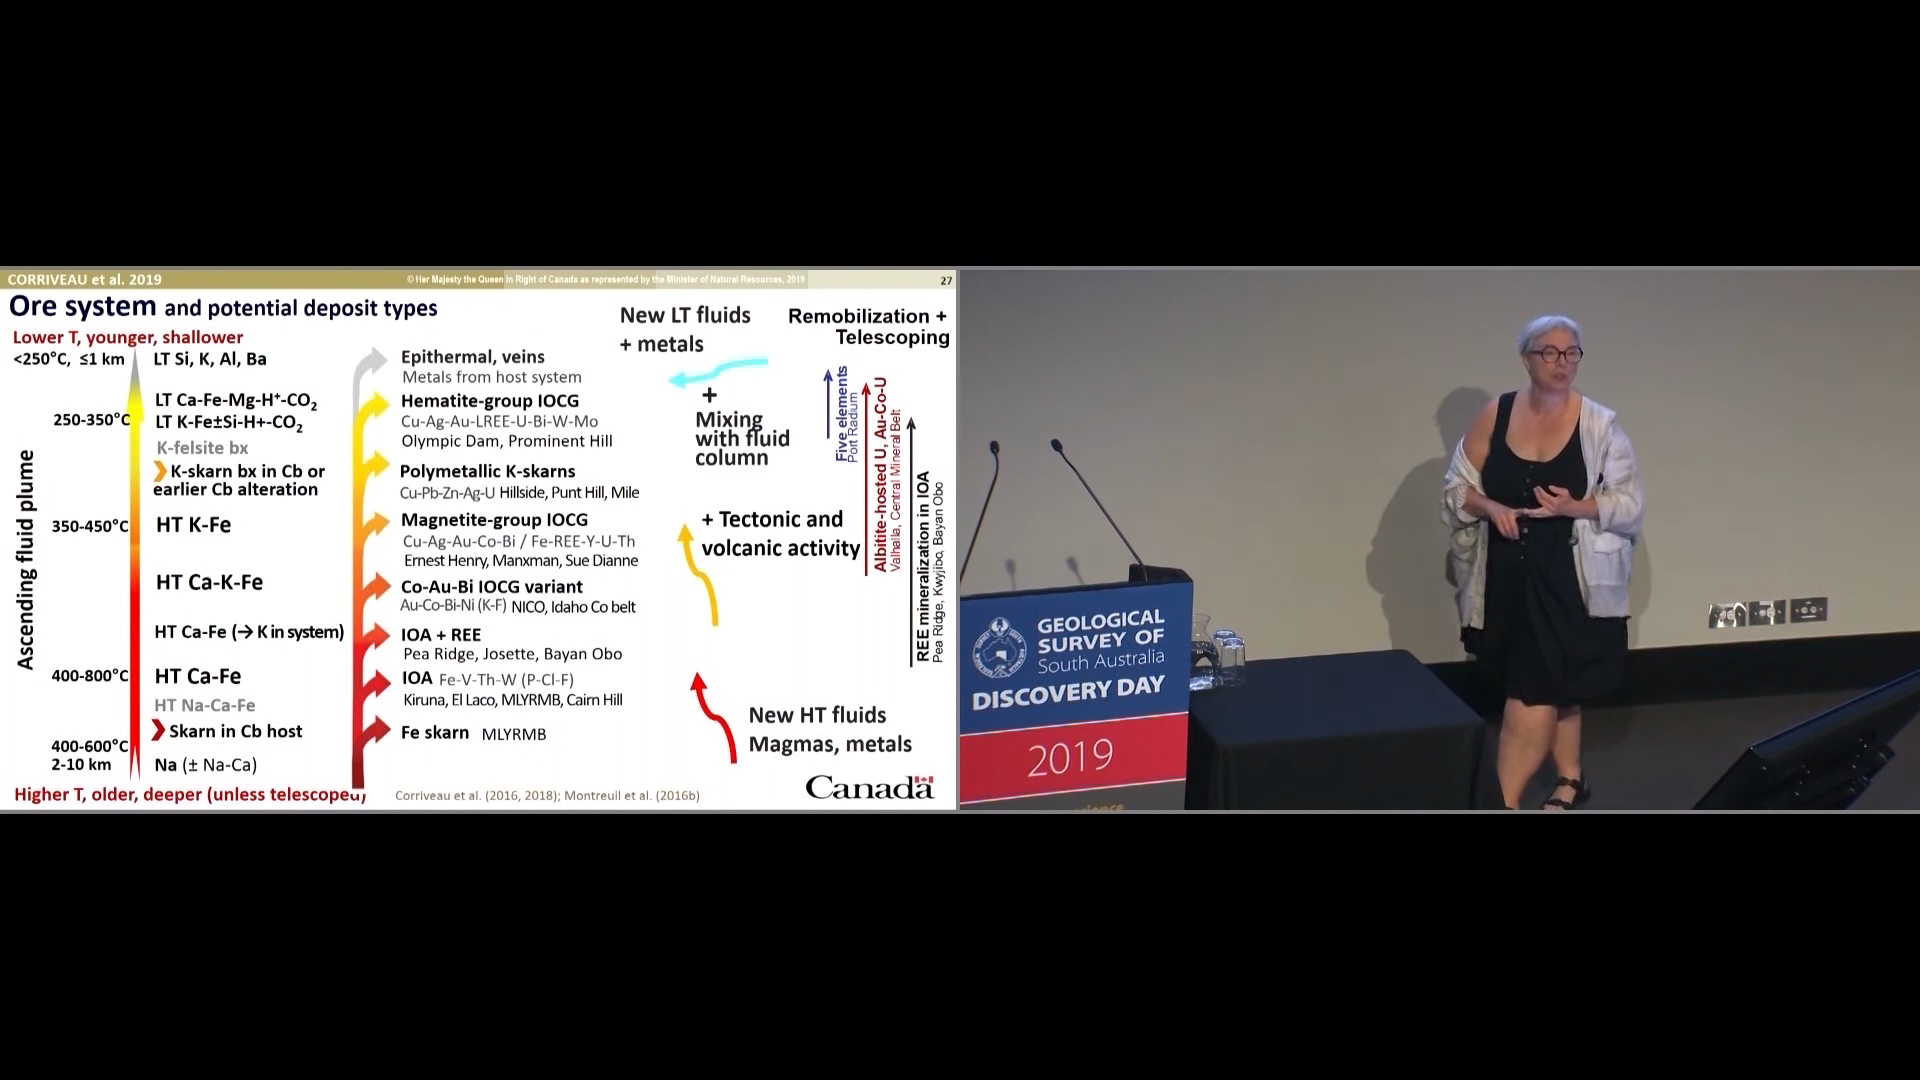 CORRIVEAU et al. 2019
© Her Majesty the Queen in Right of Canada as represented by the Minister of Natural Resources, 2019
27
Ore system and potential deposit types
Lower T, younger, shallower
<250°C, ≤1 km
LT Si, K, Al, Ba
LT Ca-Fe-Mg-H⁺-CO₂
250-350°C
LT K-Fe±Si-H+-CO₂
K-felsite bx
K-skarn bx in Cb or
earlier Cb alteration
350-450°C
HT K-Fe
HT Ca-K-Fe
HT Ca-Fe (→ K in system)
400-800°C
HT Ca-Fe
HT Na-Ca-Fe
Skarn in Cb host
400-600°C
2-10 km
Na (± Na-Ca)
Higher T, older, deeper (unless telescoped)
Ascending fluid plume
Epithermal, veins
Metals from host system
Hematite-group IOCG
Cu-Ag-Au-LREE-U-Bi-W-Mo
Olympic Dam, Prominent Hill
Polymetallic K-skarns
Cu-Pb-Zn-Ag-U Hillside, Punt Hill, Mile
Magnetite-group IOCG
Cu-Ag-Au-Co-Bi / Fe-REE-Y-U-Th
Ernest Henry, Manxman, Sue Dianne
Co-Au-Bi IOCG variant
Au-Co-Bi-Ni (K-F) NICO, Idaho Co belt
IOA + REE
Pea Ridge, Josette, Bayan Obo
IOA Fe-V-Th-W (P-Cl-F)
Kiruna, El Laco, MLYRMB, Cairn Hill
Fe skarn MLYRMB
Corriveau et al. (2016, 2018); Montreuil et al. (2016b)
New LT fluids
+ metals
+
Mixing
with fluid
column
+ Tectonic and
volcanic activity
New HT fluids
Magmas, metals
Remobilization +
Telescoping
Five elements
Port Radium
Albitite-hosted U, Au-Co-U
Valhalla, Central Mineral Belt
REE mineralization in IOA
Pea Ridge, Kwyjibo, Bayan Obo
Canada
GEOLOGICAL
SURVEY OF
South Australia
DISCOVERY DAY
2019